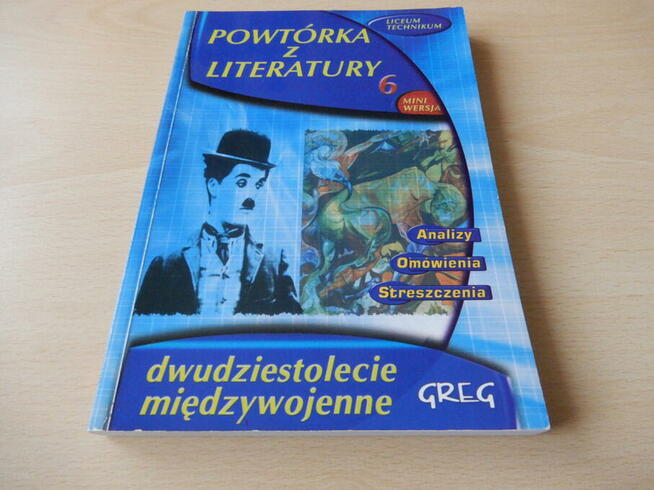 LICEUM
TECHNIKUM
POWTÓRKA
z
LITERATURY
6
MINI
WERSJA
Analizy
Omówienia
Streszczenia
dwudziestolecie
międzywojenne
GREG